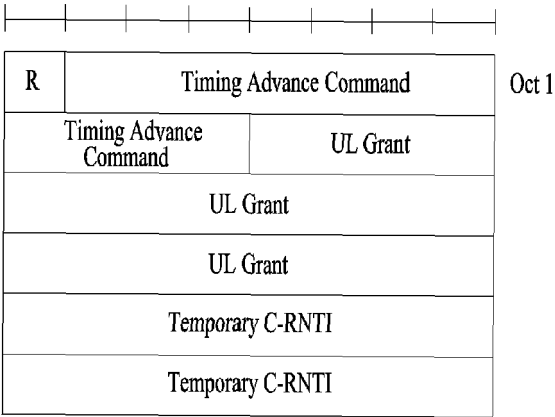 R
Timing Advance Command
Oct 1
Timing Advance
Command
UL Grant
UL Grant
UL Grant
Temporary C-RNTI
Temporary C-RNTI